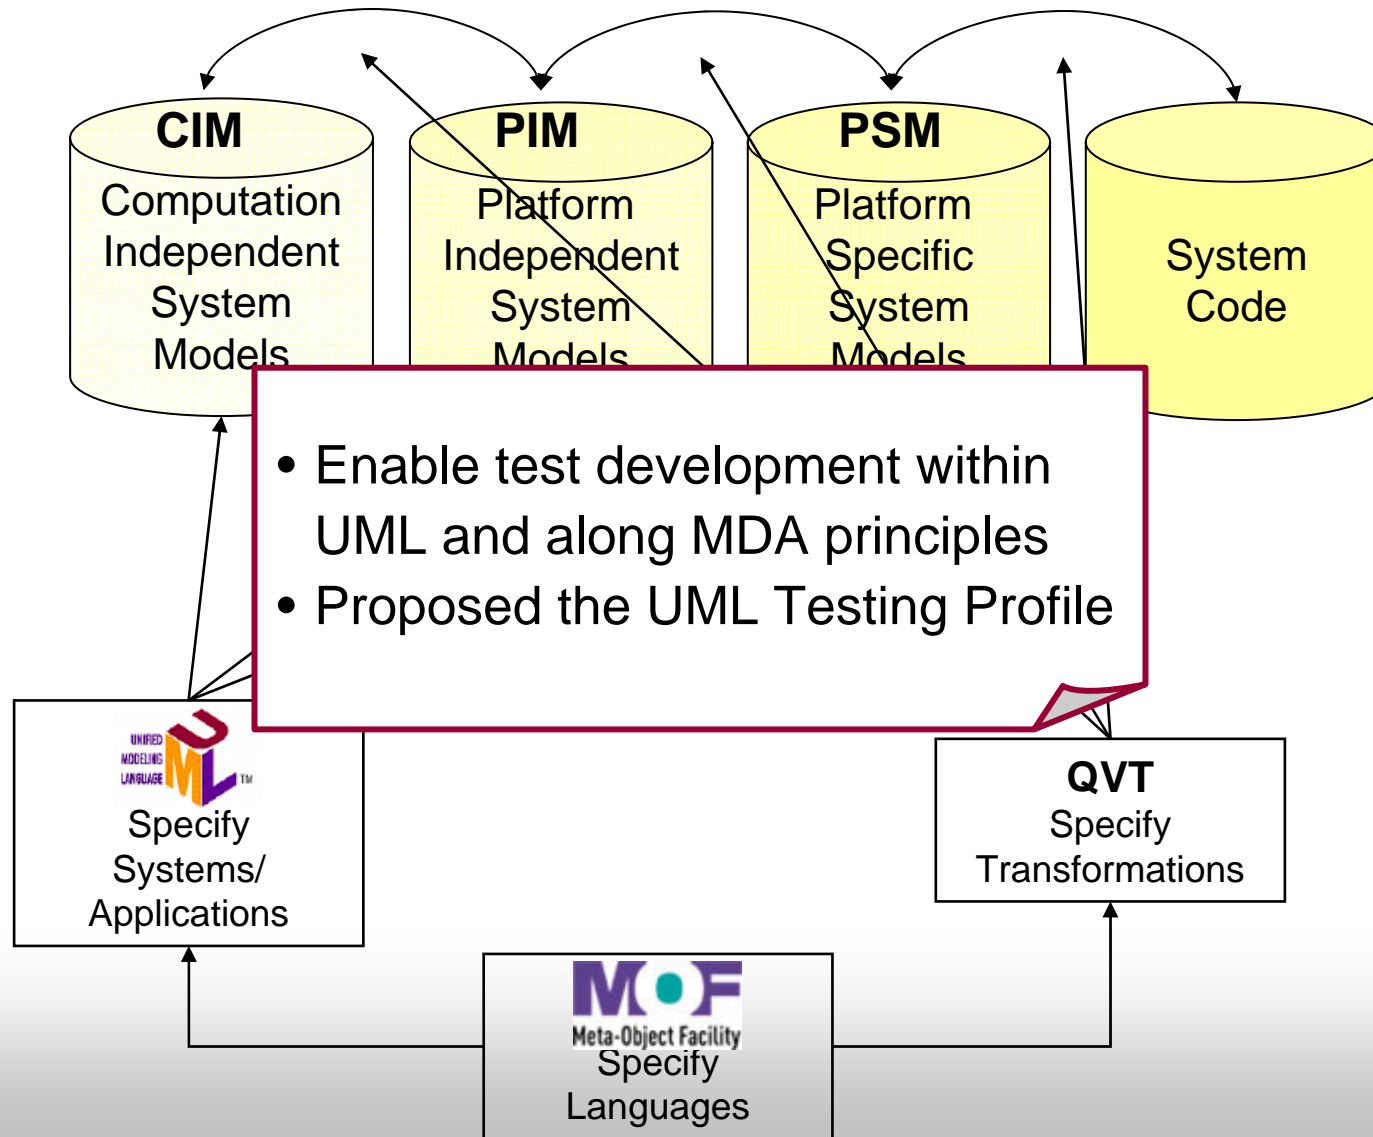 CIM
Computation
Independent
System
Models
PIM
Platform
Independent
System
Models
PSM
Platform
Specific
System
Models
System
Code
• Enable test development within
UML and along MDA principles
• Proposed the UML Testing Profile
UNIFIED
MODELING
LANGUAGE
UML TM
Specify
Systems/
Applications
QVT
Specify
Transformations
MOF
Meta-Object Facility
Specify
Languages